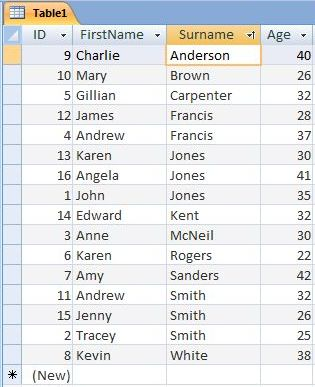 Table1
ID FirstName Surname Age
9 Charlie Anderson 40
10 Mary Brown 26
5 Gillian Carpenter 32
12 James Francis 28
4 Andrew Francis 37
13 Karen Jones 30
16 Angela Jones 41
1 John Jones 35
14 Edward Kent 32
3 Anne McNeil 30
6 Karen Rogers 22
7 Amy Sanders 42
11 Andrew Smith 32
15 Jenny Smith 26
2 Tracey Smith 25
8 Kevin White 38
(New)